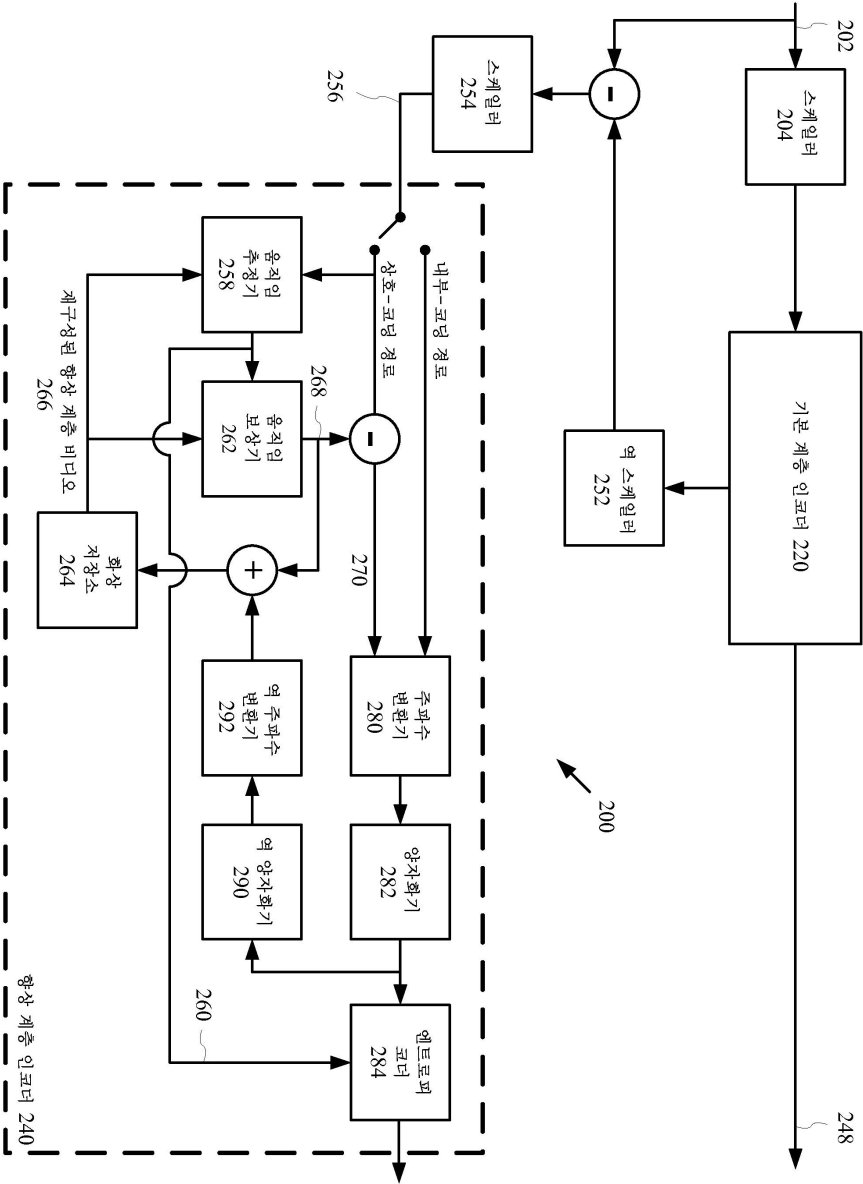 202
스케일러
204
기본 계층 인코더 220
248
역 스케일러
252
스케일러
254
256
200
내부-코딩 경로
상호-코딩 경로
움직임
추정기
258
움직임
보상기
262
268
270
주파수
변환기
280
양자화기
282
엔트로피
코더
284
역 주파수
변환기
292
역 양자화기
290
260
재구성된 향상 계층 비디오
266
화상
저장소
264
향상 계층 인코더 240